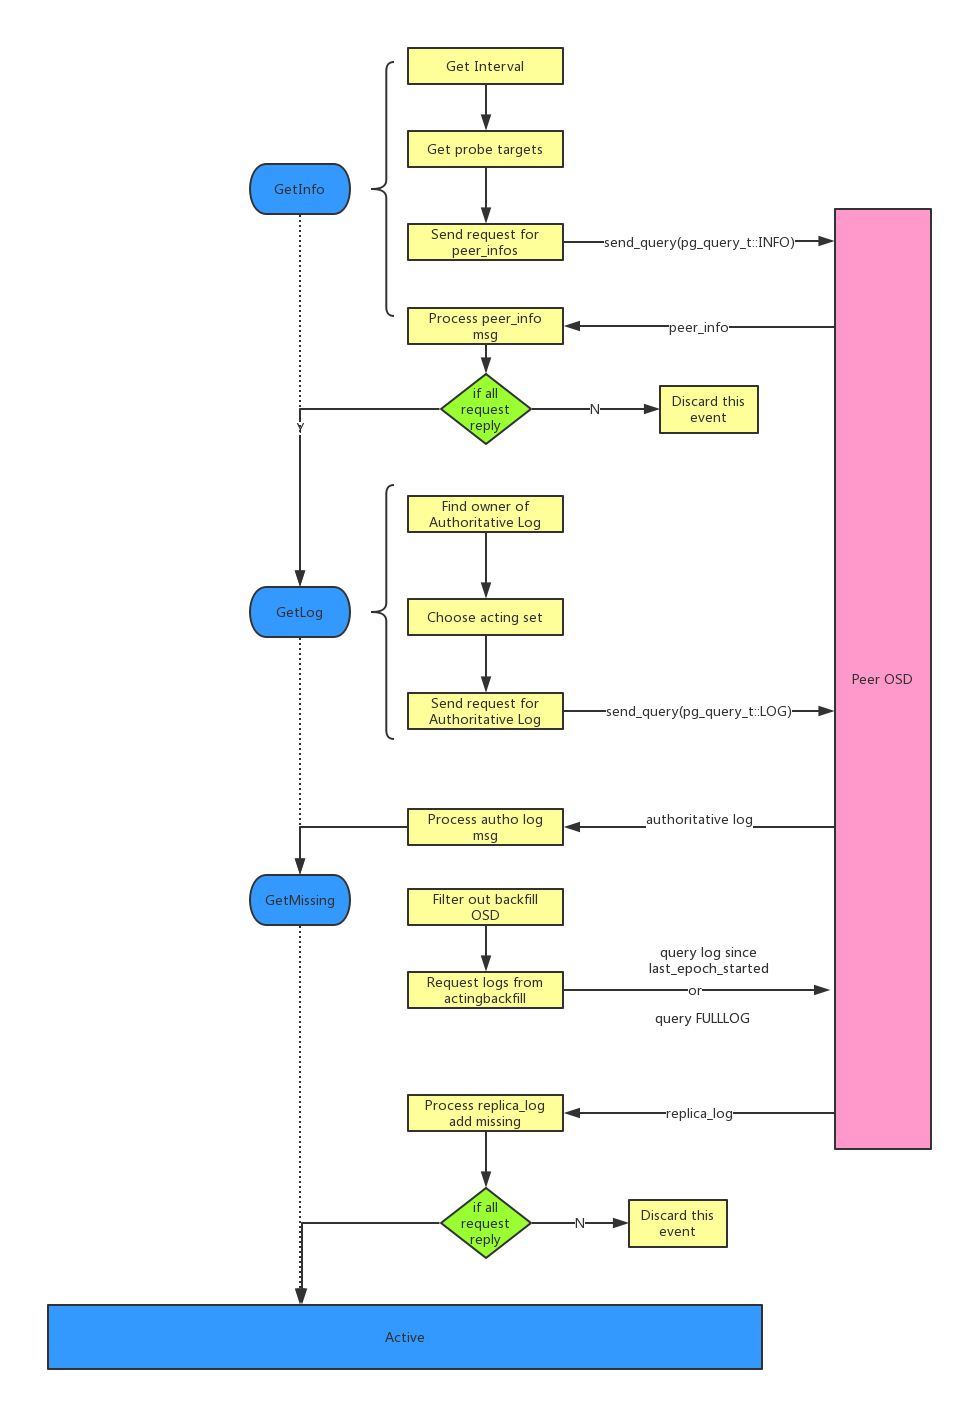 Get Interval
Get probe targets
GetInfo
Send request for
peer_infos
send_query(pg_query_t::INFO)
Process peer_info
msg
peer_info
if all
request
reply
Y
N
Discard this
event
Find owner of
Authoritative Log
GetLog
Choose acting set
Peer OSD
Send request for
Authoritative Log
send_query(pg_query_t::LOG)
Process autho log
msg
authoritative log
GetMissing
Filter out backfill
OSD
query log since
last_epoch_started
Request logs from
actingbackfill
or
query FULLLOG
Process replica_log
add missing
replica_log
if all
request
reply
N
Discard this
event
Active